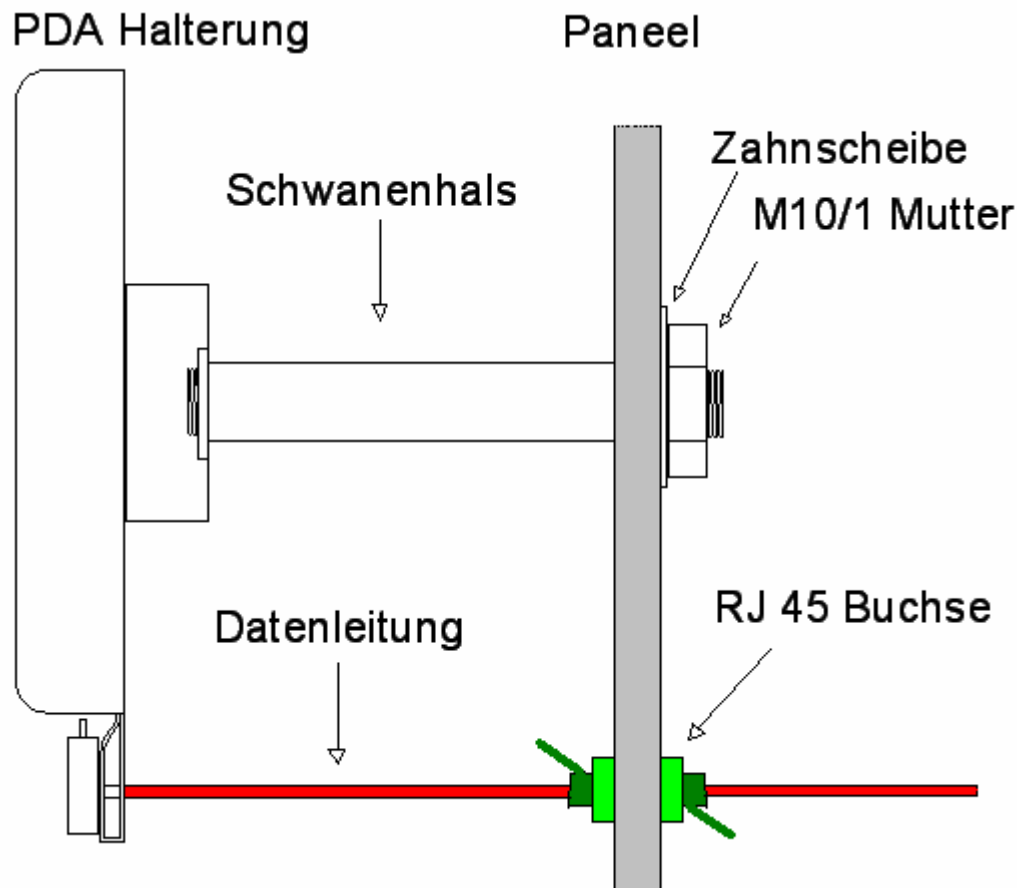 PDA Halterung
Paneel
Zahnscheibe
Schwanenhals
M10/1 Mutter
RJ 45 Buchse
Datenleitung